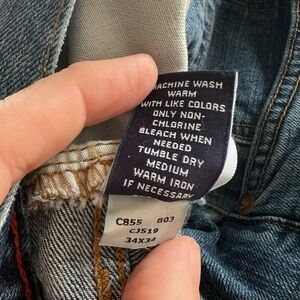 MACHINE WASH
WARM
WITH LIKE COLORS
ONLY NON-
CHLORINE
BLEACH WHEN
NEEDED
TUMBLE DRY
MEDIUM
WARM IRON
IF NECESSARY
C855 803
CJ519
34X34